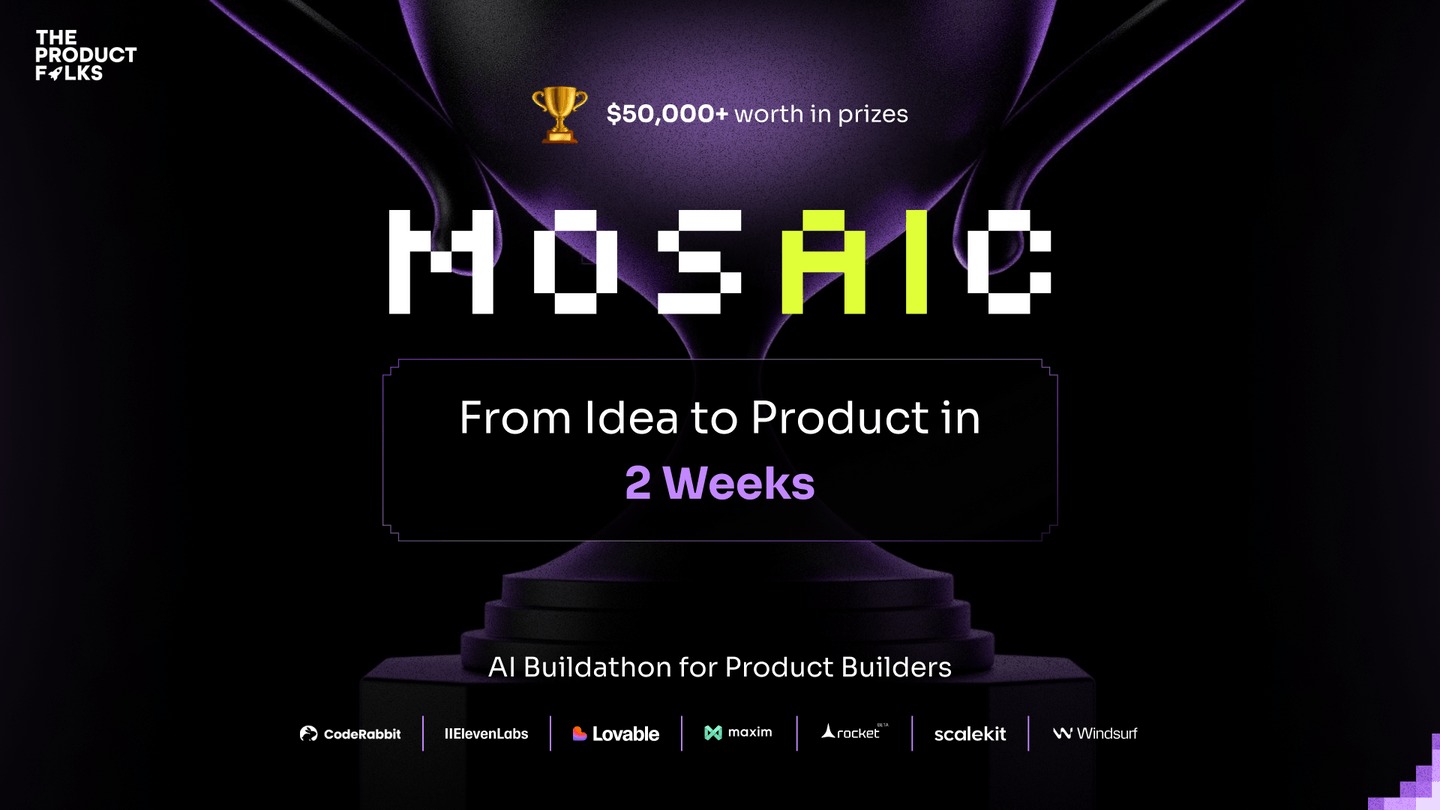 THE
PRODUCT
FOLKS
$50,000+ worth in prizes
MOSAIC
From Idea to Product in
2 Weeks
AI Buildathon for Product Builders
CodeRabbit
IIElevenLabs
Lovable
maxim
rocket BETA
scalekit
Windsurf